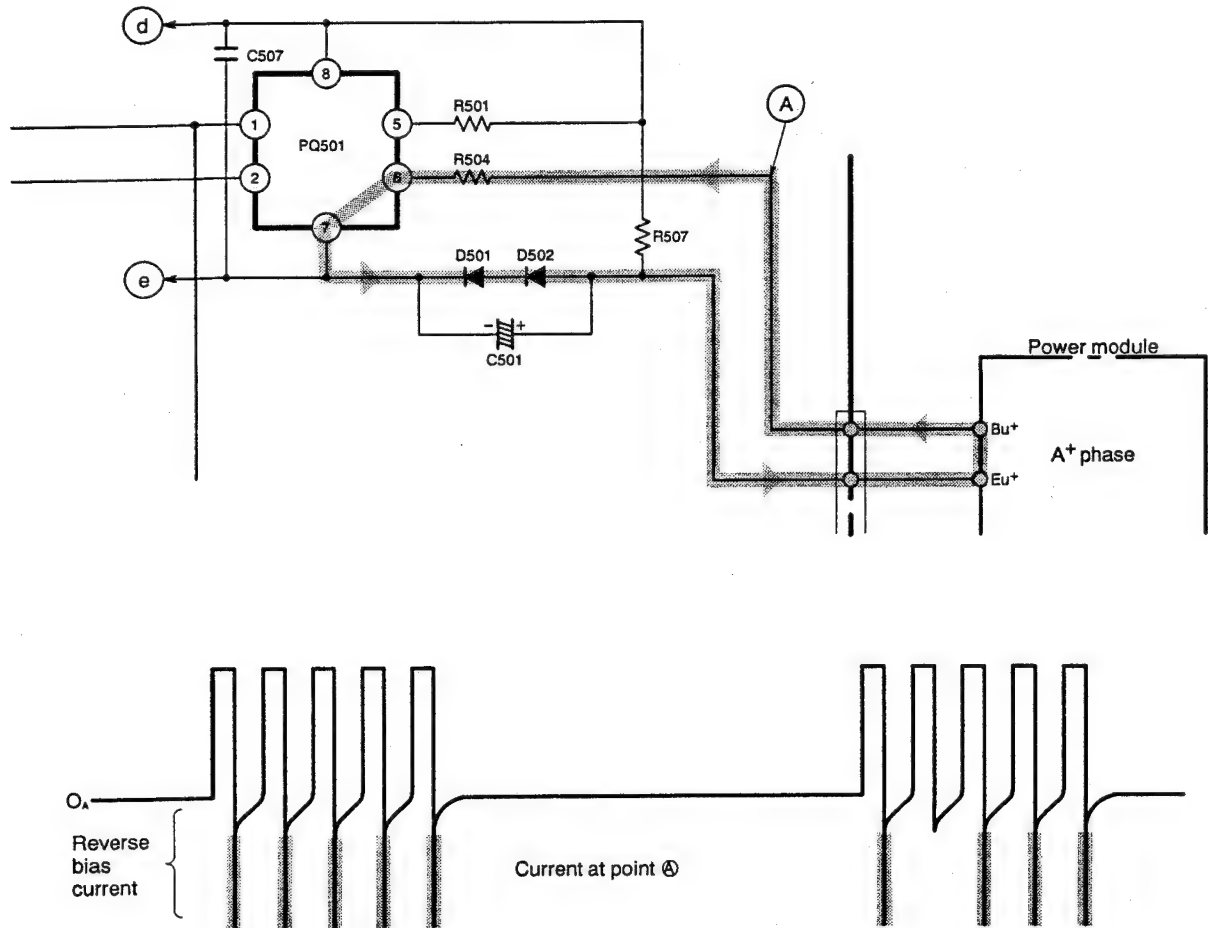 d
C507
8
1
PQ501
5
R501
A
2
6
R504
7
R507
D501
D502
e
−
+
C501
Power module
Bu+
A+ phase
Eu+
OA
Reverse
bias
current
Current at point Ⓐ